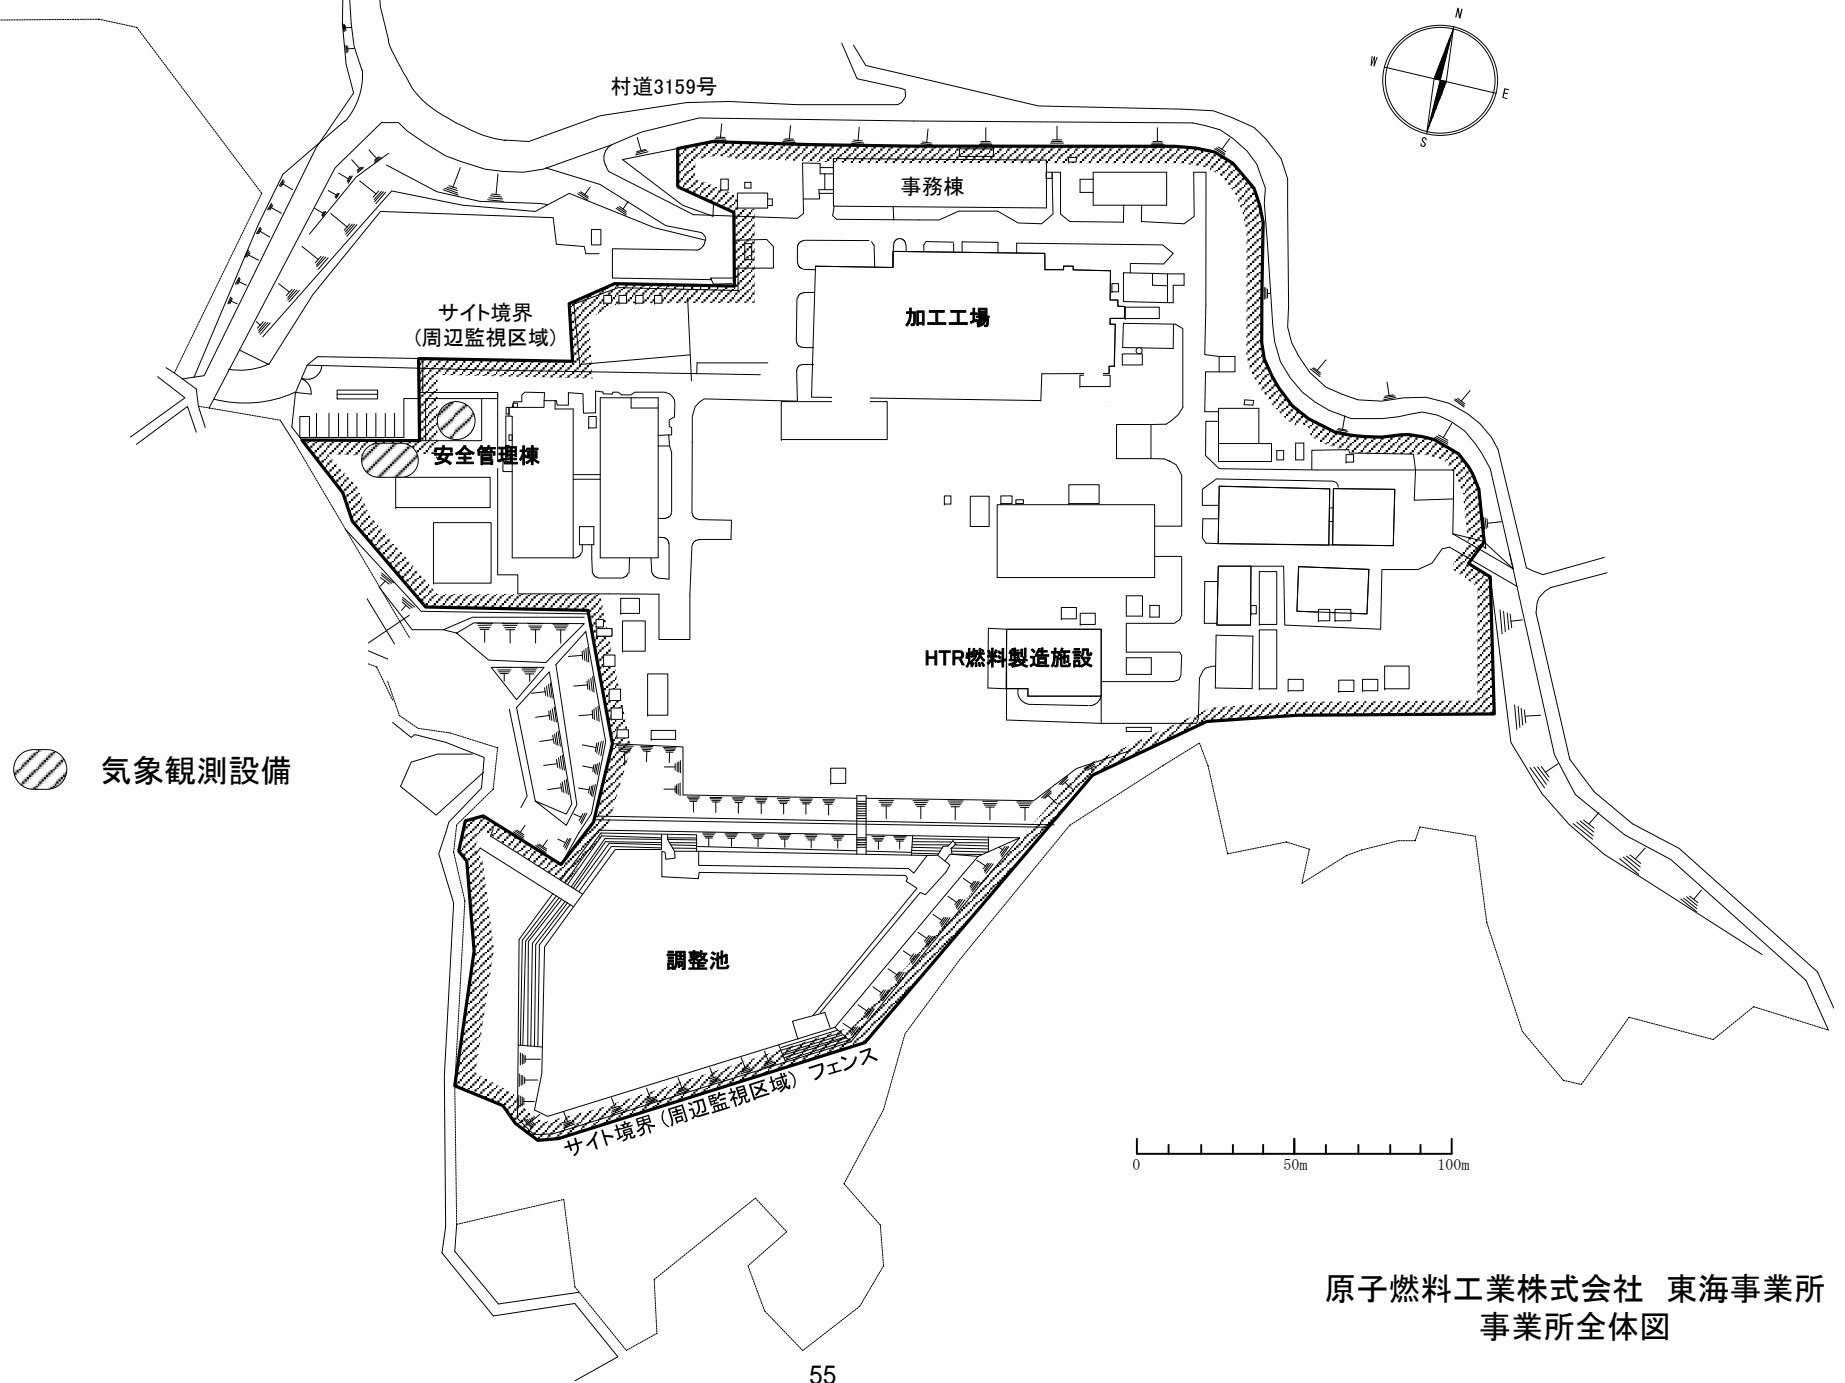 N
W
E
S
村道3159号
事務棟
サイト境界
(周辺監視区域)
加工工場
安全管理棟
HTR燃料製造施設
気象観測設備
調整池
サイト境界 (周辺監視区域) フェンス
0 50m 100m
原子燃料工業株式会社 東海事業所
事業所全体図
55